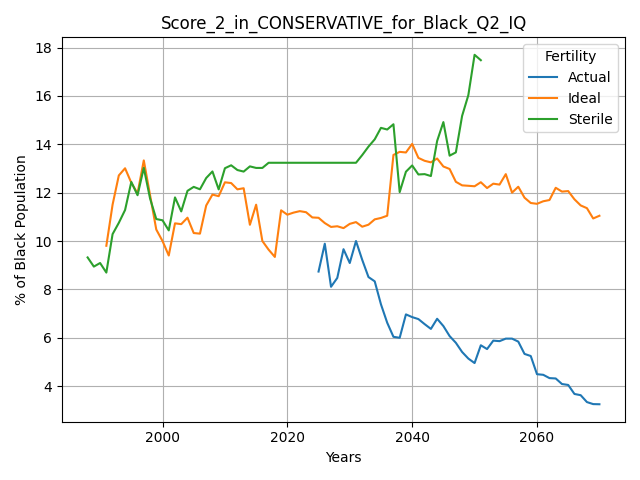 Score_2_in_CONSERVATIVE_for_Black_Q2_IQ
Fertility
Actual
Ideal
Sterile
% of Black Population
18
16
14
12
10
8
6
4
2000
2020
2040
2060
Years